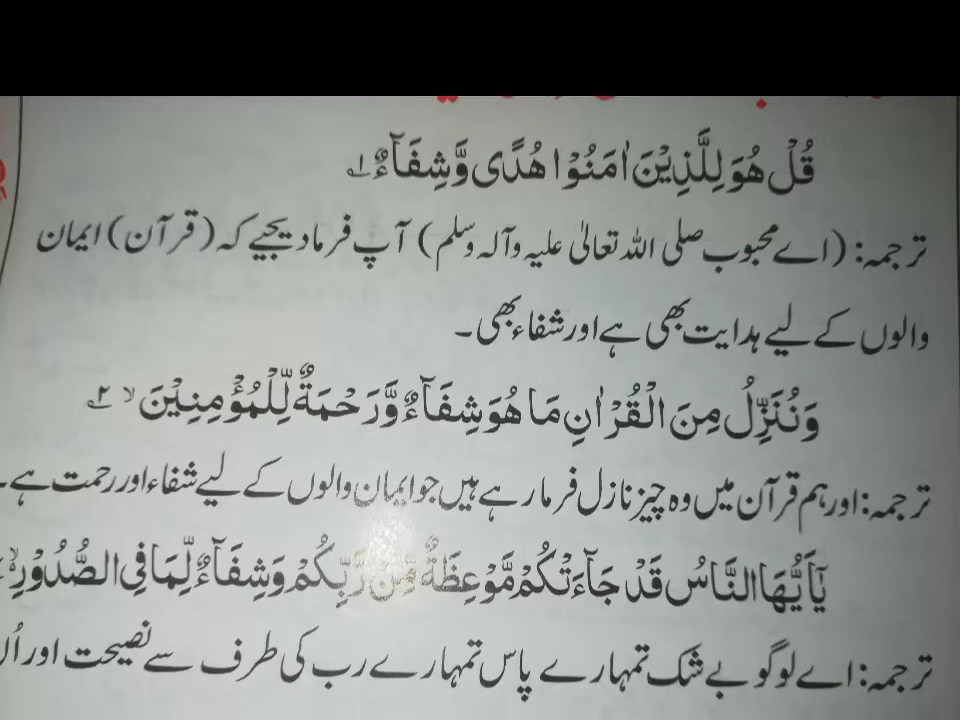 قُلْ هُوَ لِلَّذِیْنَ اٰمَنُوْا هُدًی وَّشِفَآءٌ ؂۱
ترجمہ: (اے محبوب صلی اللہ تعالیٰ علیہ وآلہ وسلم) آپ فرما دیجیے کہ (قرآن) ایمان
والوں کے لیے ہدایت بھی ہے اور شفاء بھی۔
وَنُنَزِّلُ مِنَ الْقُرْاٰنِ مَا هُوَ شِفَآءٌ وَّرَحْمَةٌ لِّلْمُؤْمِنِیْنَ ۙ ؂۲
ترجمہ: اور ہم قرآن میں وہ چیز نازل فرما رہے ہیں جو ایمان والوں کے لیے شفاء اور رحمت ہے۔
یٰۤاَیُّهَا النَّاسُ قَدْ جَآءَتْكُمْ مَّوْعِظَةٌ مِّنْ رَّبِّكُمْ وَشِفَآءٌ لِّمَا فِی الصُّدُوْرِ ۙ
ترجمہ: اے لوگو بے شک تمہارے پاس تمہارے رب کی طرف سے نصیحت اور